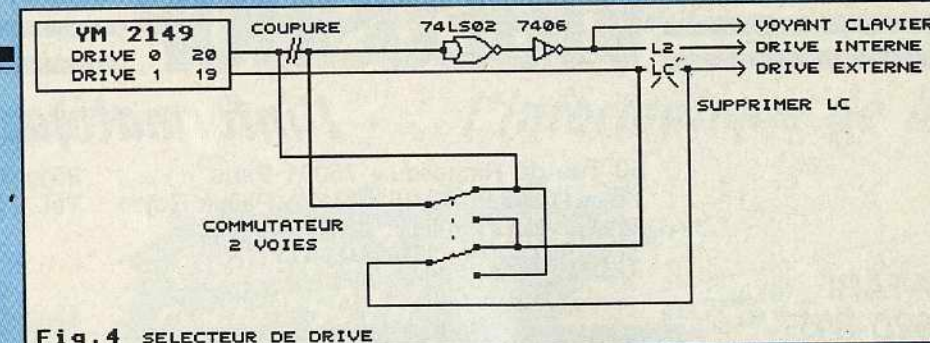 YM 2149
DRIVE 0 20
DRIVE 1 19
COUPURE
74LS02 7406
VOYANT CLAVIER
L2 DRIVE INTERNE
LC DRIVE EXTERNE
SUPPRIMER LC
COMMUTATEUR
2 VOIES
Fig.4 SELECTEUR DE DRIVE